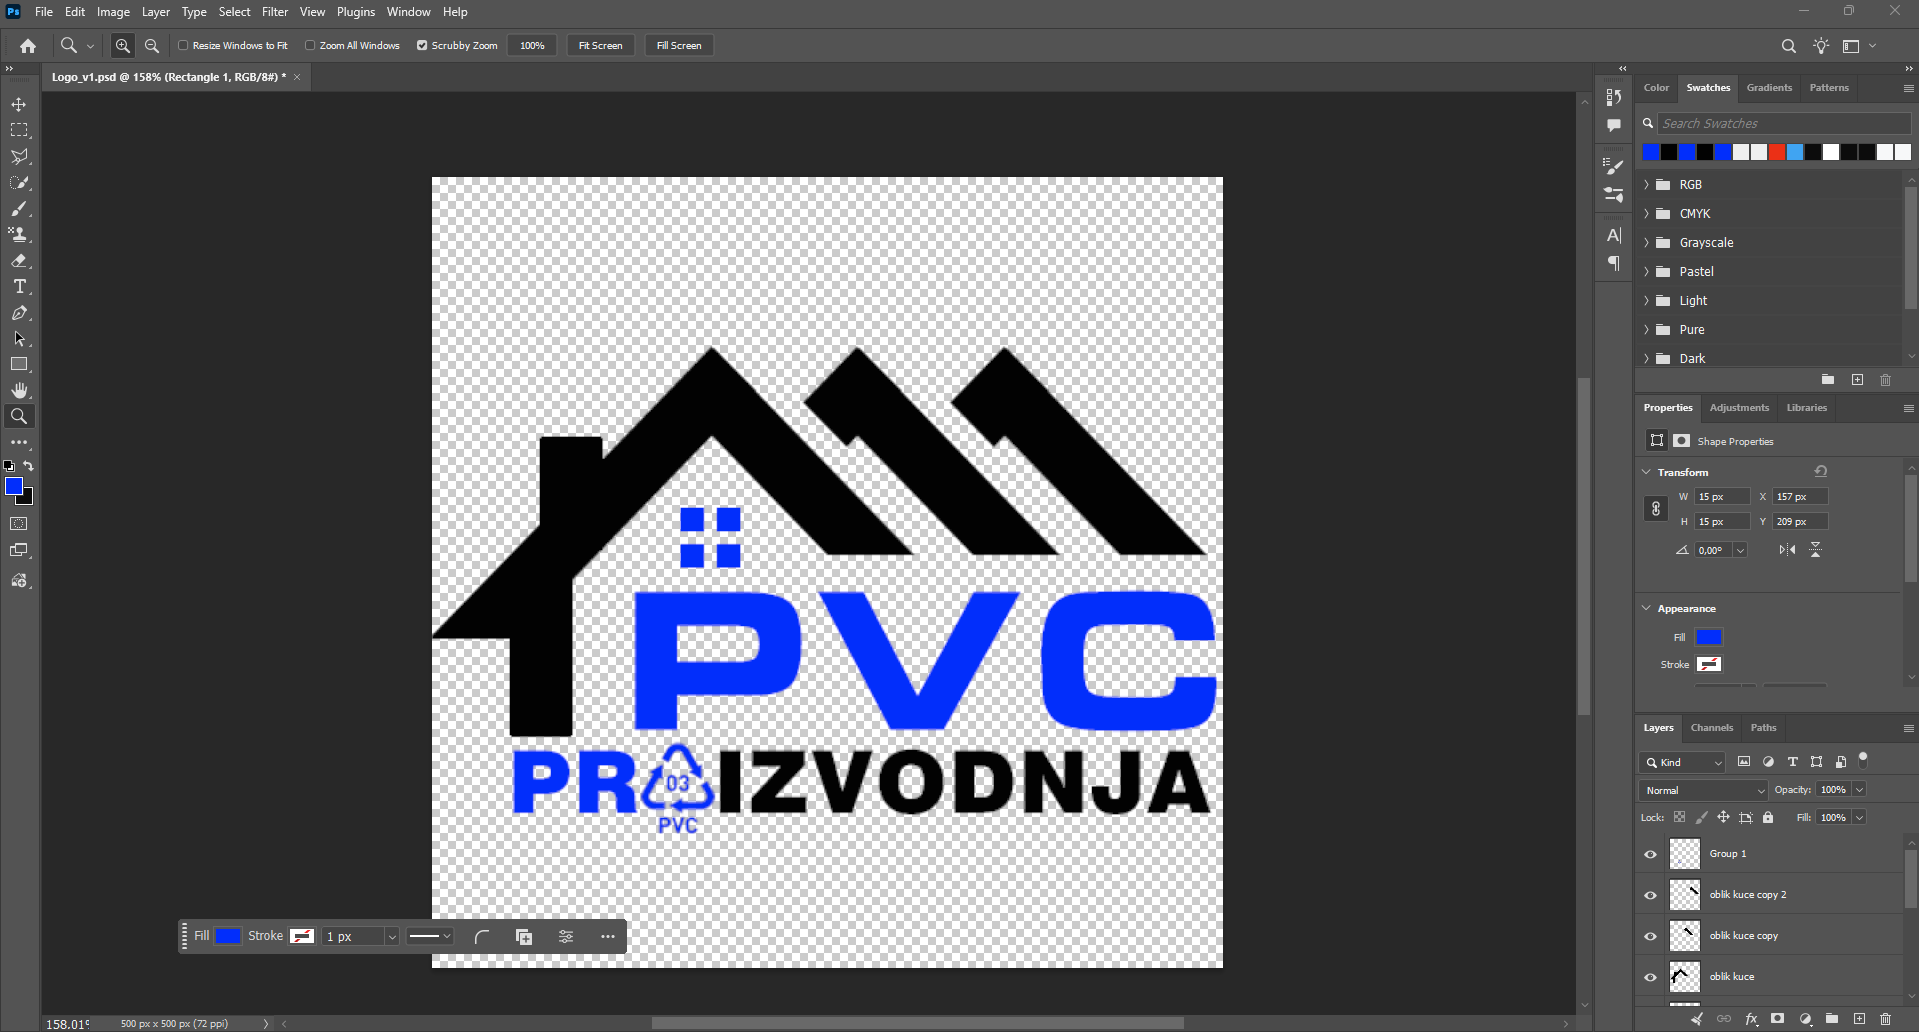 Ps File Edit Image Layer Type Select Filter View Plugins Window Help
Resize Windows to Fit Zoom All Windows Scrubby Zoom 100% Fit Screen Fill Screen
Logo_v1.psd @ 158% (Rectangle 1, RGB/8#) * ×
Color Swatches Gradients Patterns
Search Swatches
RGB
CMYK
Grayscale
Pastel
Light
Pure
Dark
Properties Adjustments Libraries
Shape Properties
Transform
W 15 px X 157 px
H 15 px Y 209 px
0,00°
Appearance
Fill
Stroke
Layers Channels Paths
Kind
Normal Opacity: 100%
Lock: Fill: 100%
Group 1
oblik kuce copy 2
oblik kuce copy
oblik kuce
PVC
PR IZVODNJA
03
PVC
Fill Stroke 1 px
158.01% 500 px x 500 px (72 ppi)